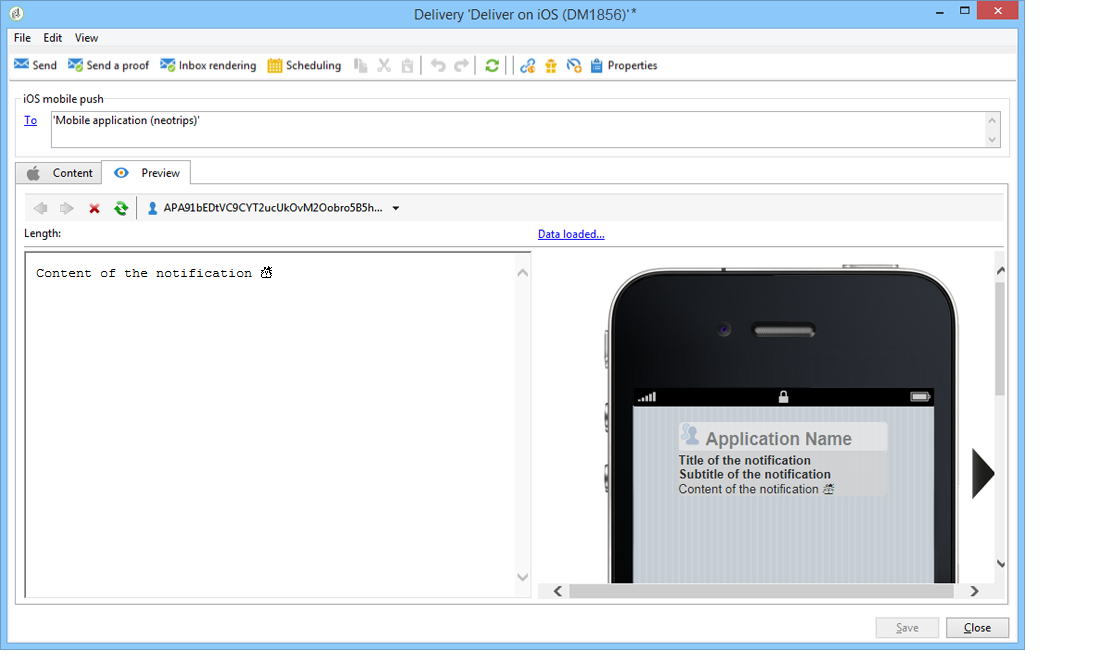 Delivery 'Deliver on iOS (DM1856)'*
File Edit View
Send Send a proof Inbox rendering Scheduling Properties
iOS mobile push
To 'Mobile application (neotrips)'
Content Preview
APA91bEDtVC9CYT2ucUkOvM2Oobro5B5h...
Length: Data loaded...
Content of the notification ☃
Application Name
Title of the notification
Subtitle of the notification
Content of the notification ☃
Save Close